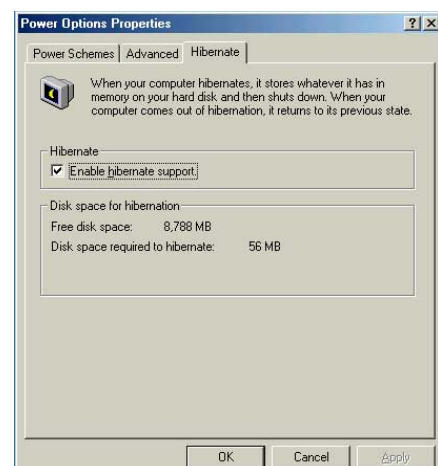 Power Options Properties
Power Schemes Advanced Hibernate
When your computer hibernates, it stores whatever it has in
memory on your hard disk and then shuts down. When your
computer comes out of hibernation, it returns to its previous state.
Hibernate
Enable hibernate support.
Disk space for hibernation
Free disk space: 8,788 MB
Disk space required to hibernate: 56 MB
OK Cancel Apply